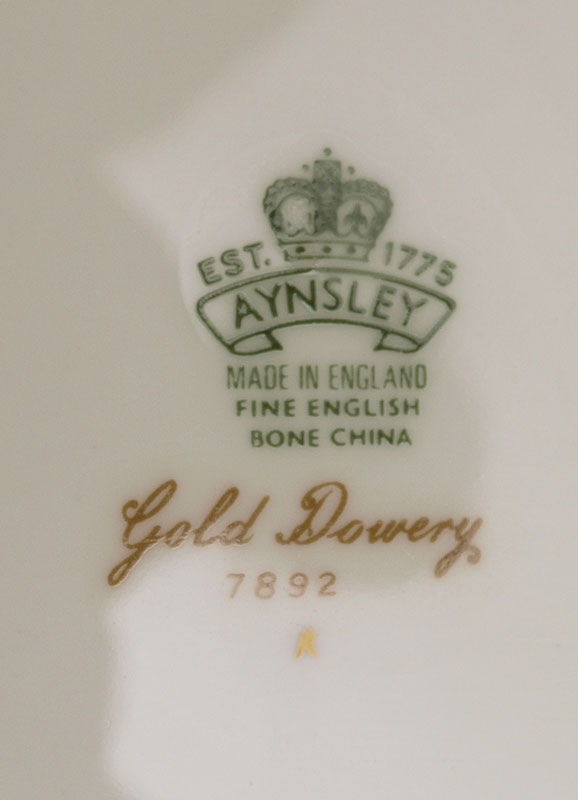 EST. 1775
AYNSLEY
MADE IN ENGLAND
FINE ENGLISH
BONE CHINA
Gold Dowery
7892
R